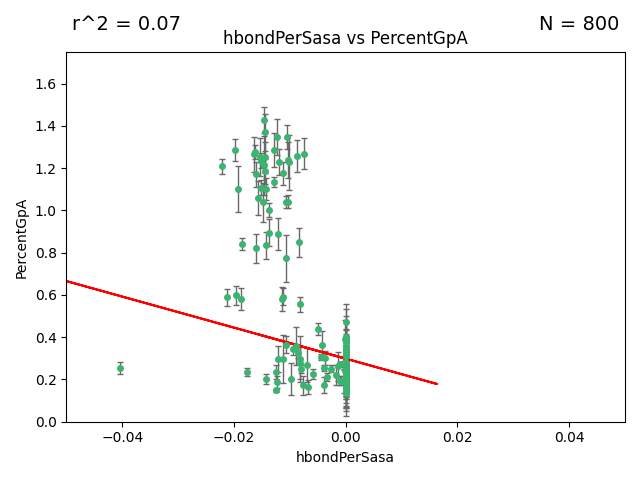 r^2 = 0.07
N = 800
hbondPerSasa vs PercentGpA
PercentGpA
1.6
1.4
1.2
1.0
0.8
0.6
0.4
0.2
0.0
−0.04
−0.02
0.00
0.02
0.04
hbondPerSasa